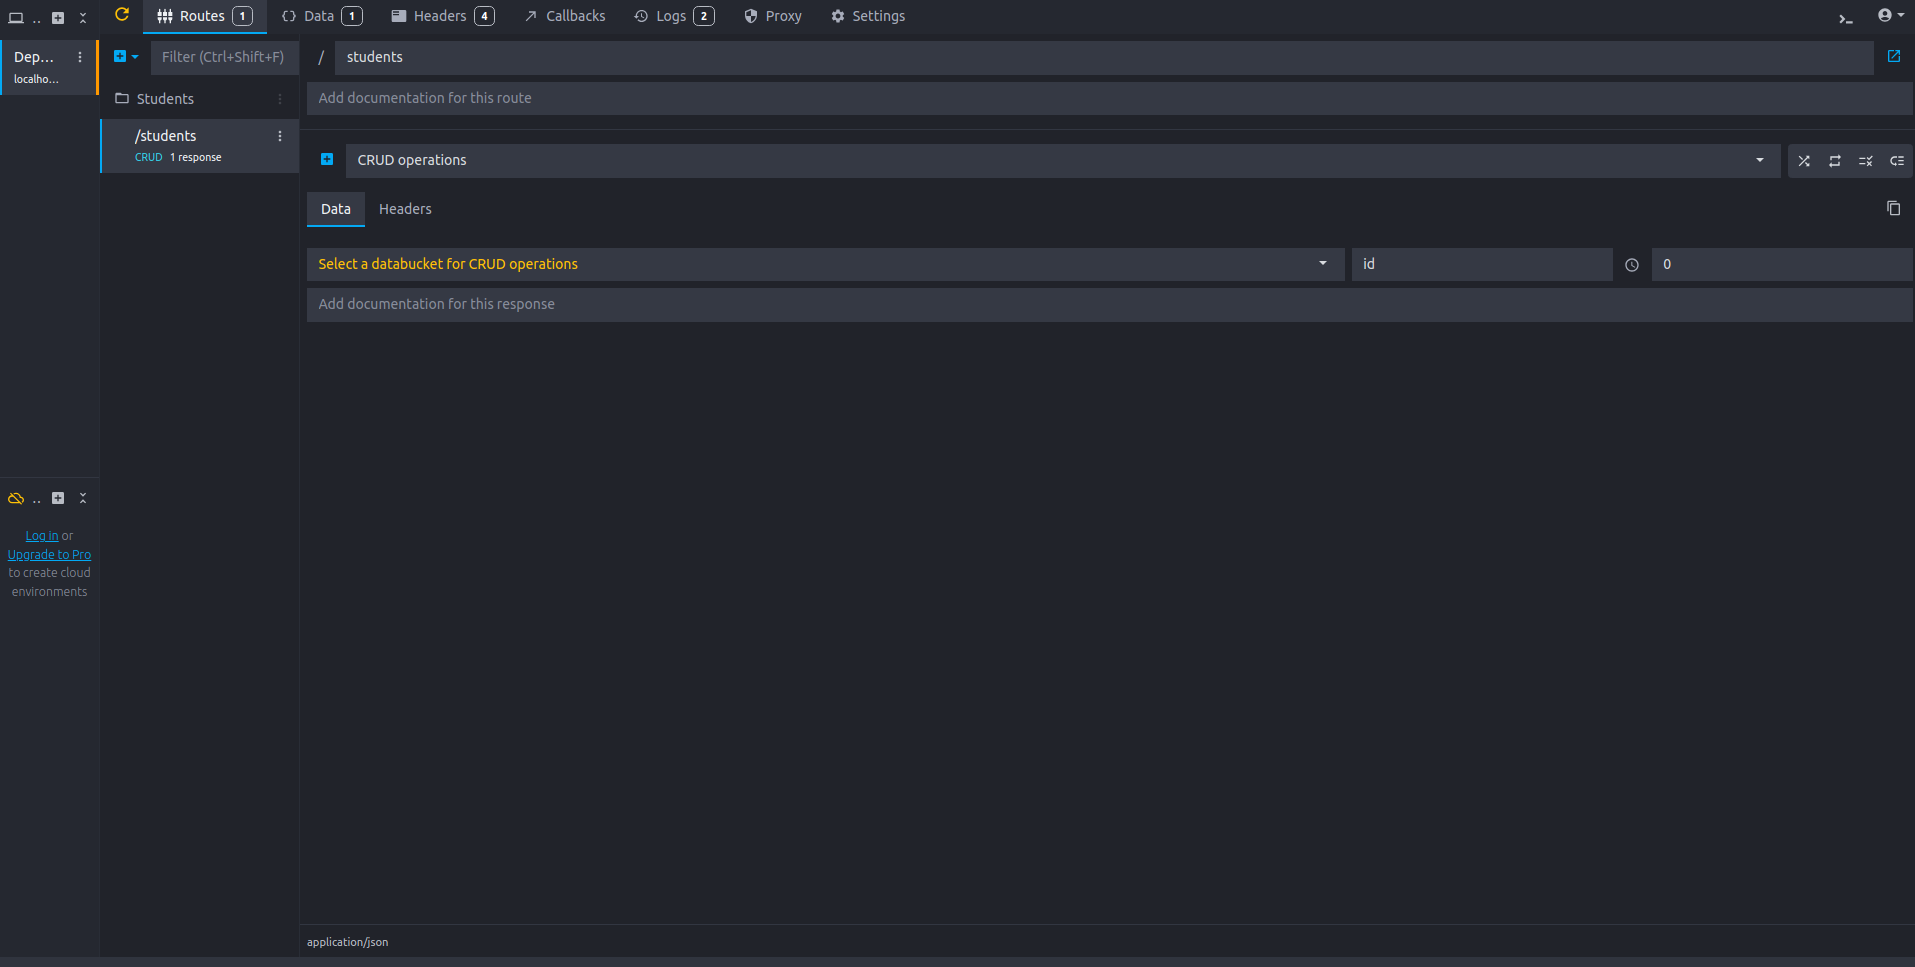 Routes 1 Data 1 Headers 4 Callbacks Logs 2 Proxy Settings
Dep...
localho...
Filter (Ctrl+Shift+F)
Students
/students
CRUD 1 response
/ students
Add documentation for this route
CRUD operations
Data Headers
Select a databucket for CRUD operations id 0
Add documentation for this response
..
..
Log in or
Upgrade to Pro
to create cloud
environments
application/json